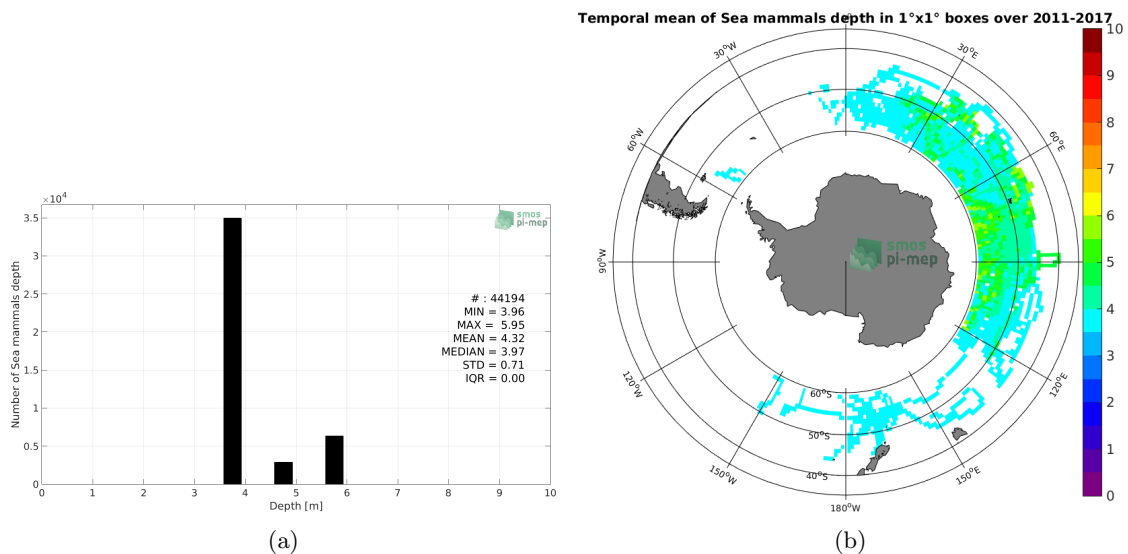 ×10⁴
3.5
3
2.5
2
1.5
1
0.5
0
Number of Sea mammals depth
0 1 2 3 4 5 6 7 8 9 10
Depth [m]
smos
pi-mep
# : 44194
MIN = 3.96
MAX = 5.95
MEAN = 4.32
MEDIAN = 3.97
STD = 0.71
IQR = 0.00
(a)
Temporal mean of Sea mammals depth in 1°x1° boxes over 2011-2017
30°W
30°E
60°W
60°E
90°W
smos
pi-mep
120°W
120°E
60°S
50°S
40°S
150°W
150°E
180°W
10
9
8
7
6
5
4
3
2
1
0
(b)